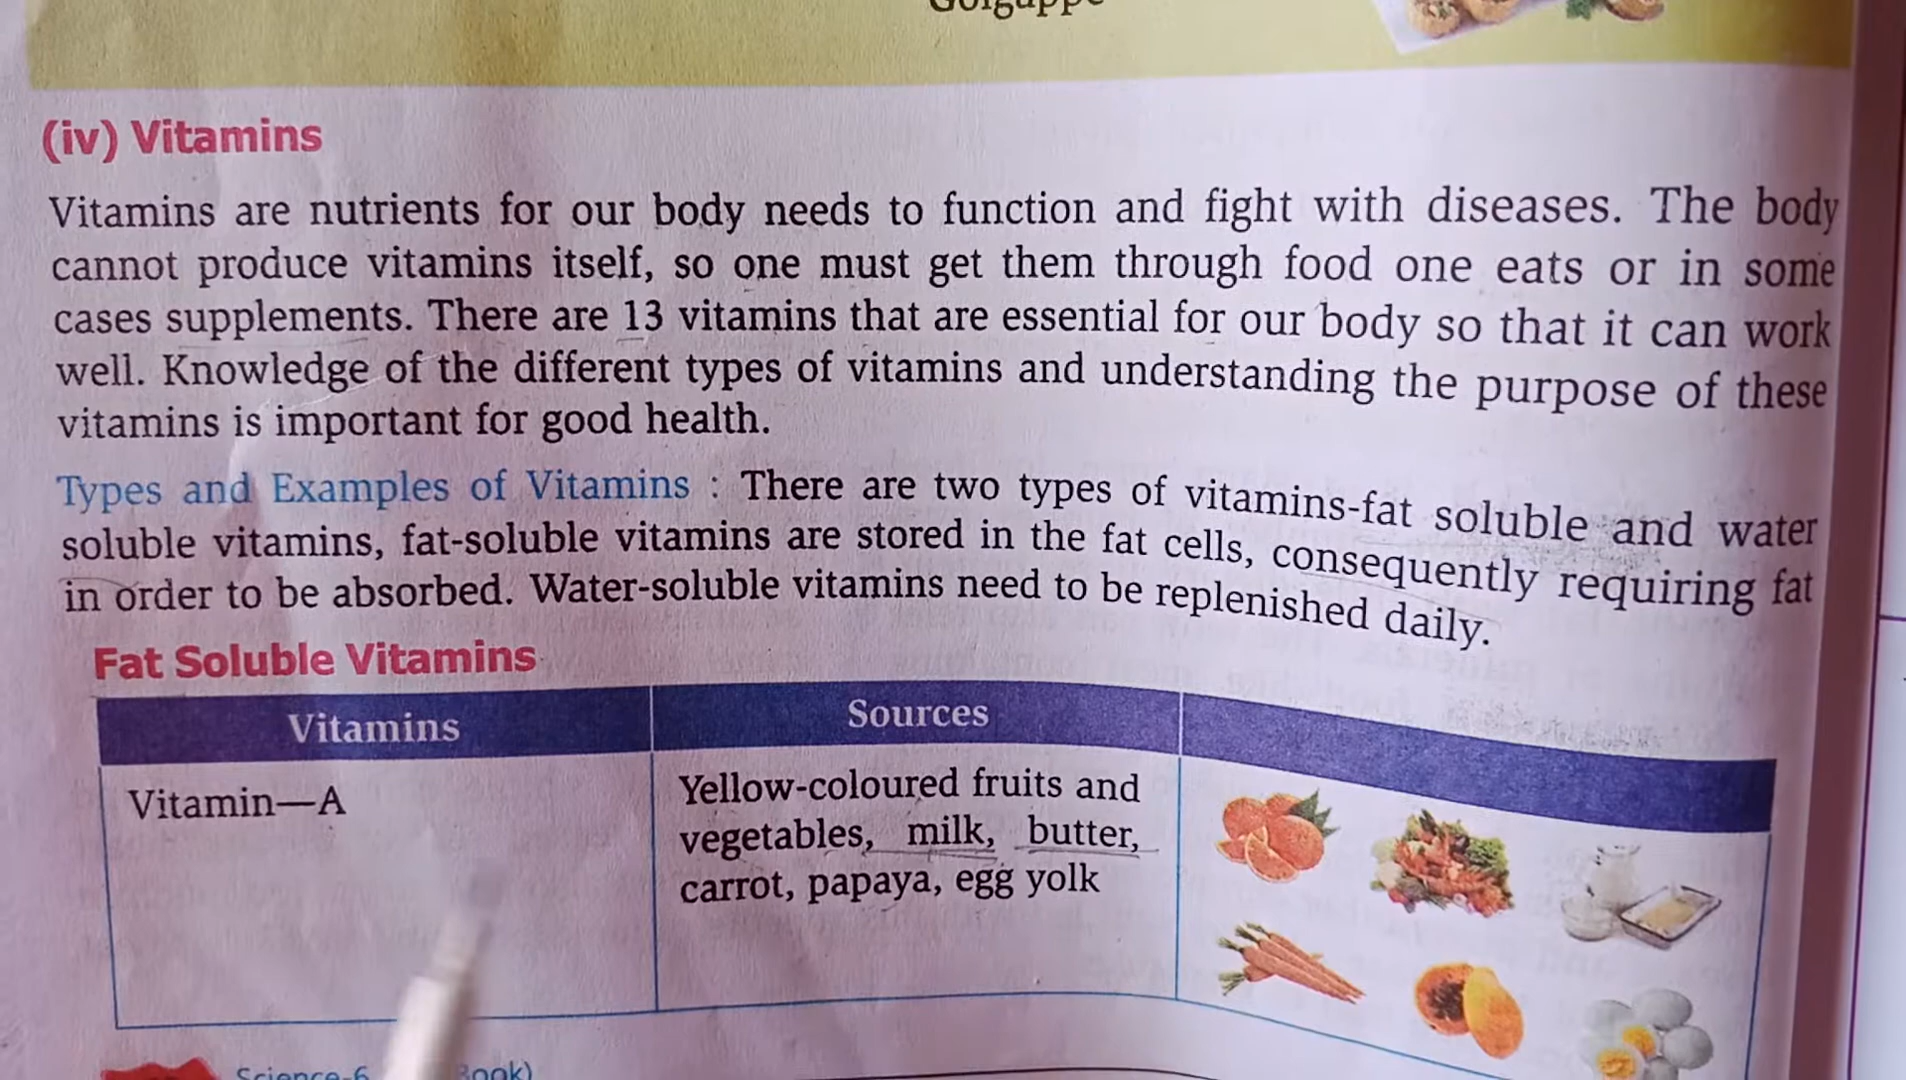 Golgappe
(iv) Vitamins
Vitamins are nutrients for our body needs to function and fight with diseases. The body
cannot produce vitamins itself, so one must get them through food one eats or in some
cases supplements. There are 13 vitamins that are essential for our body so that it can work
well. Knowledge of the different types of vitamins and understanding the purpose of these
vitamins is important for good health.
Types and Examples of Vitamins : There are two types of vitamins-fat soluble and water
soluble vitamins, fat-soluble vitamins are stored in the fat cells, consequently requiring fat
in order to be absorbed. Water-soluble vitamins need to be replenished daily.
Fat Soluble Vitamins
Vitamins
Sources
Vitamin—A
Yellow-coloured fruits and
vegetables, milk, butter,
carrot, papaya, egg yolk
Science-6